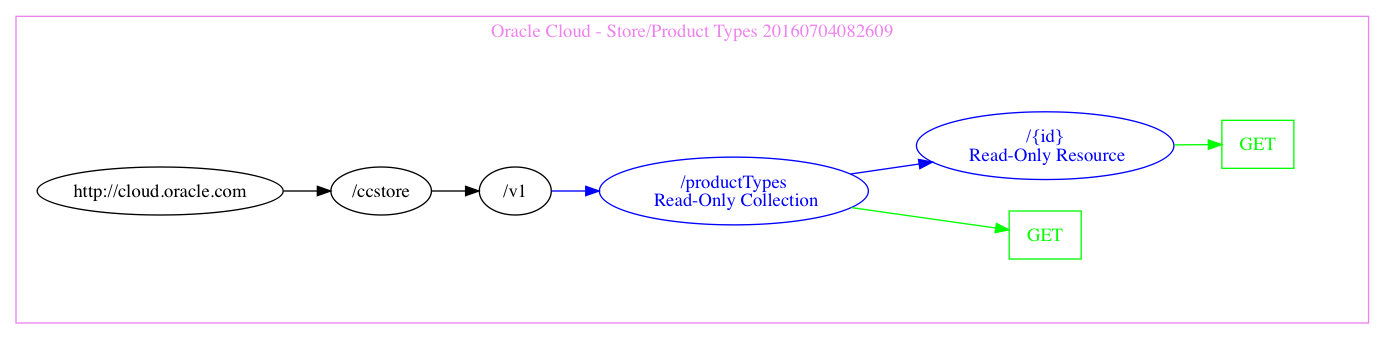 Oracle Cloud - Store/Product Types 20160704082609
http://cloud.oracle.com
/ccstore
/v1
/productTypes
Read-Only Collection
/{id}
Read-Only Resource
GET
GET